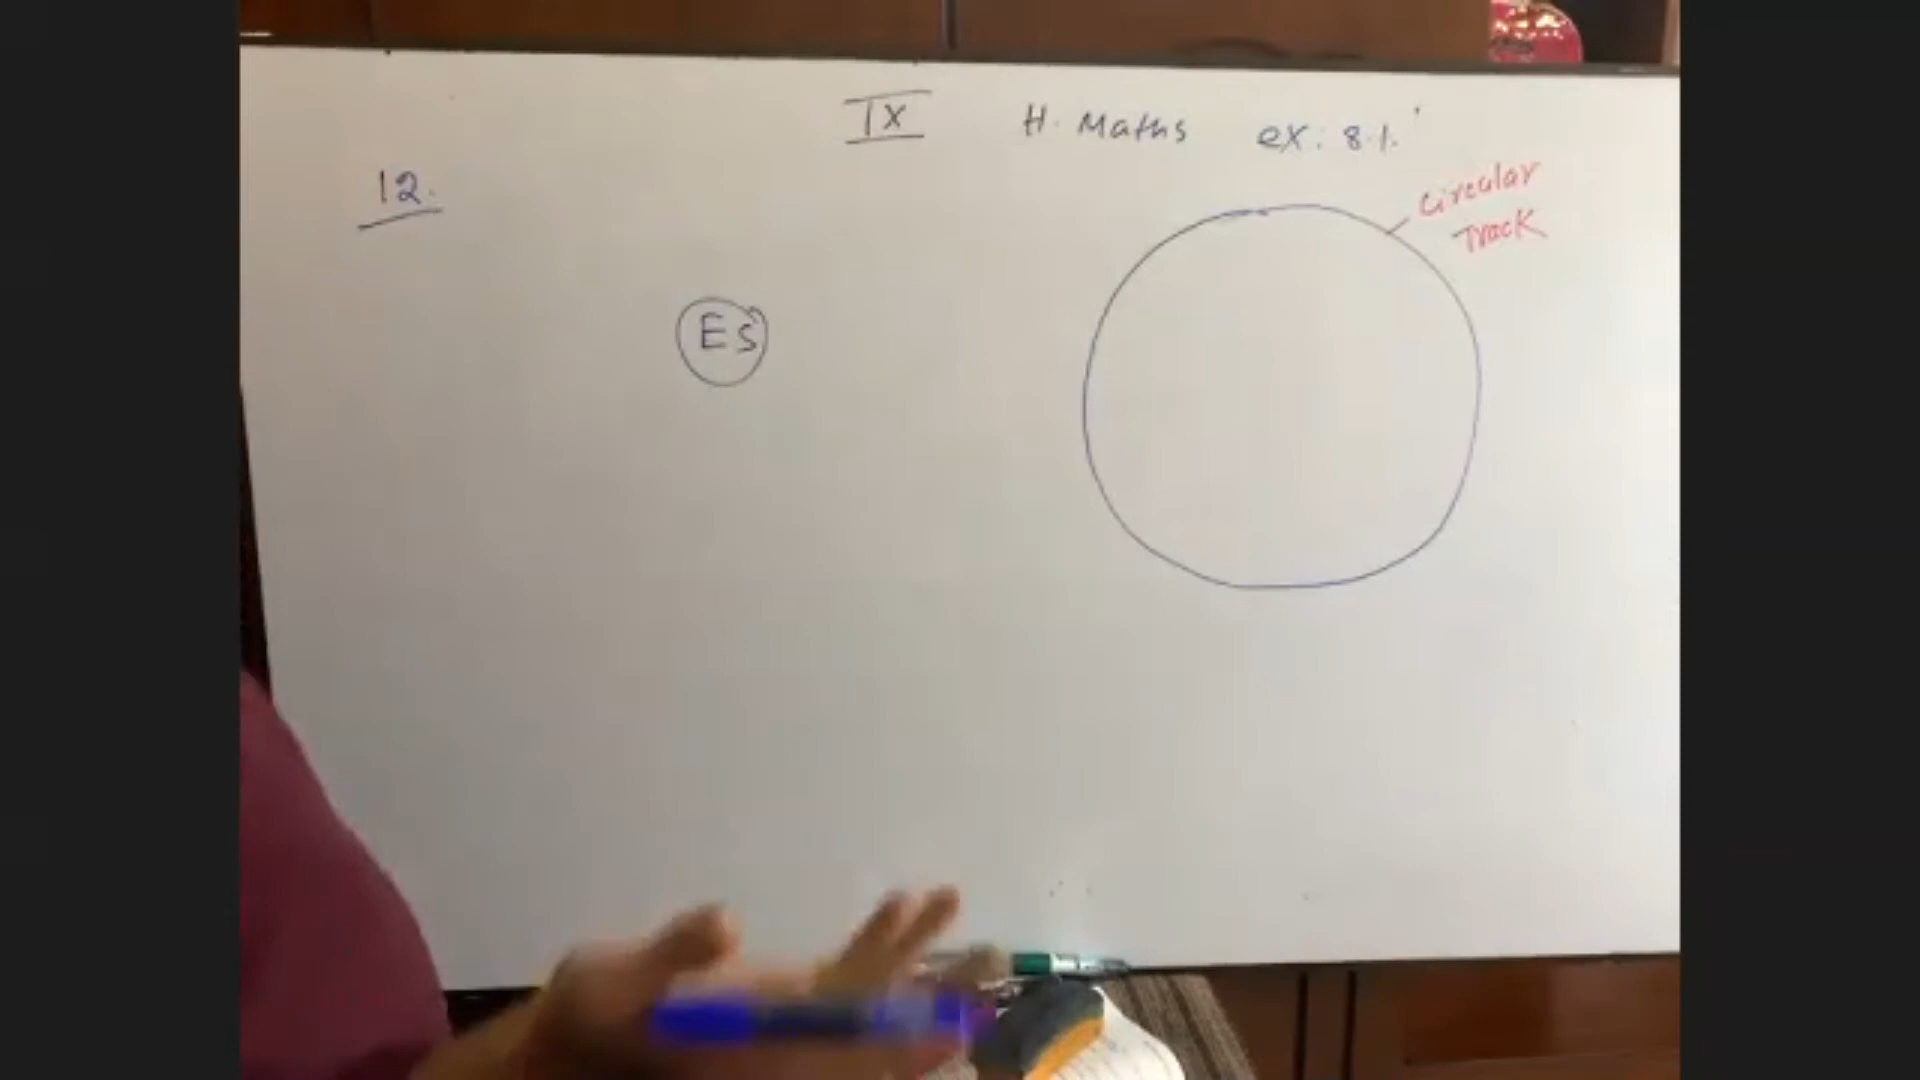 IX H. Maths ex: 8.1.
12.
Circular
Track
ES